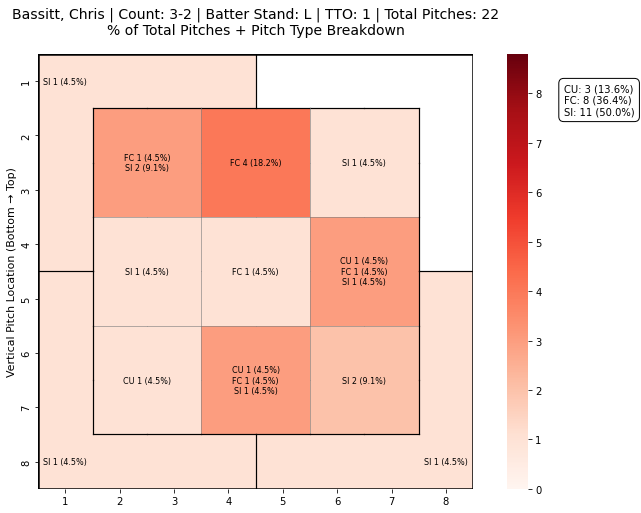 Bassitt, Chris | Count: 3-2 | Batter Stand: L | TTO: 1 | Total Pitches: 22
% of Total Pitches + Pitch Type Breakdown
CU: 3 (13.6%)
FC: 8 (36.4%)
SI: 11 (50.0%)
Vertical Pitch Location (Bottom → Top)
1
2
3
4
5
6
7
8
SI 1 (4.5%)
FC 1 (4.5%)
SI 2 (9.1%)
FC 4 (18.2%)
SI 1 (4.5%)
SI 1 (4.5%)
FC 1 (4.5%)
CU 1 (4.5%)
FC 1 (4.5%)
SI 1 (4.5%)
CU 1 (4.5%)
CU 1 (4.5%)
FC 1 (4.5%)
SI 1 (4.5%)
SI 2 (9.1%)
SI 1 (4.5%)
SI 1 (4.5%)
1 2 3 4 5 6 7 8
8
7
6
5
4
3
2
1
0